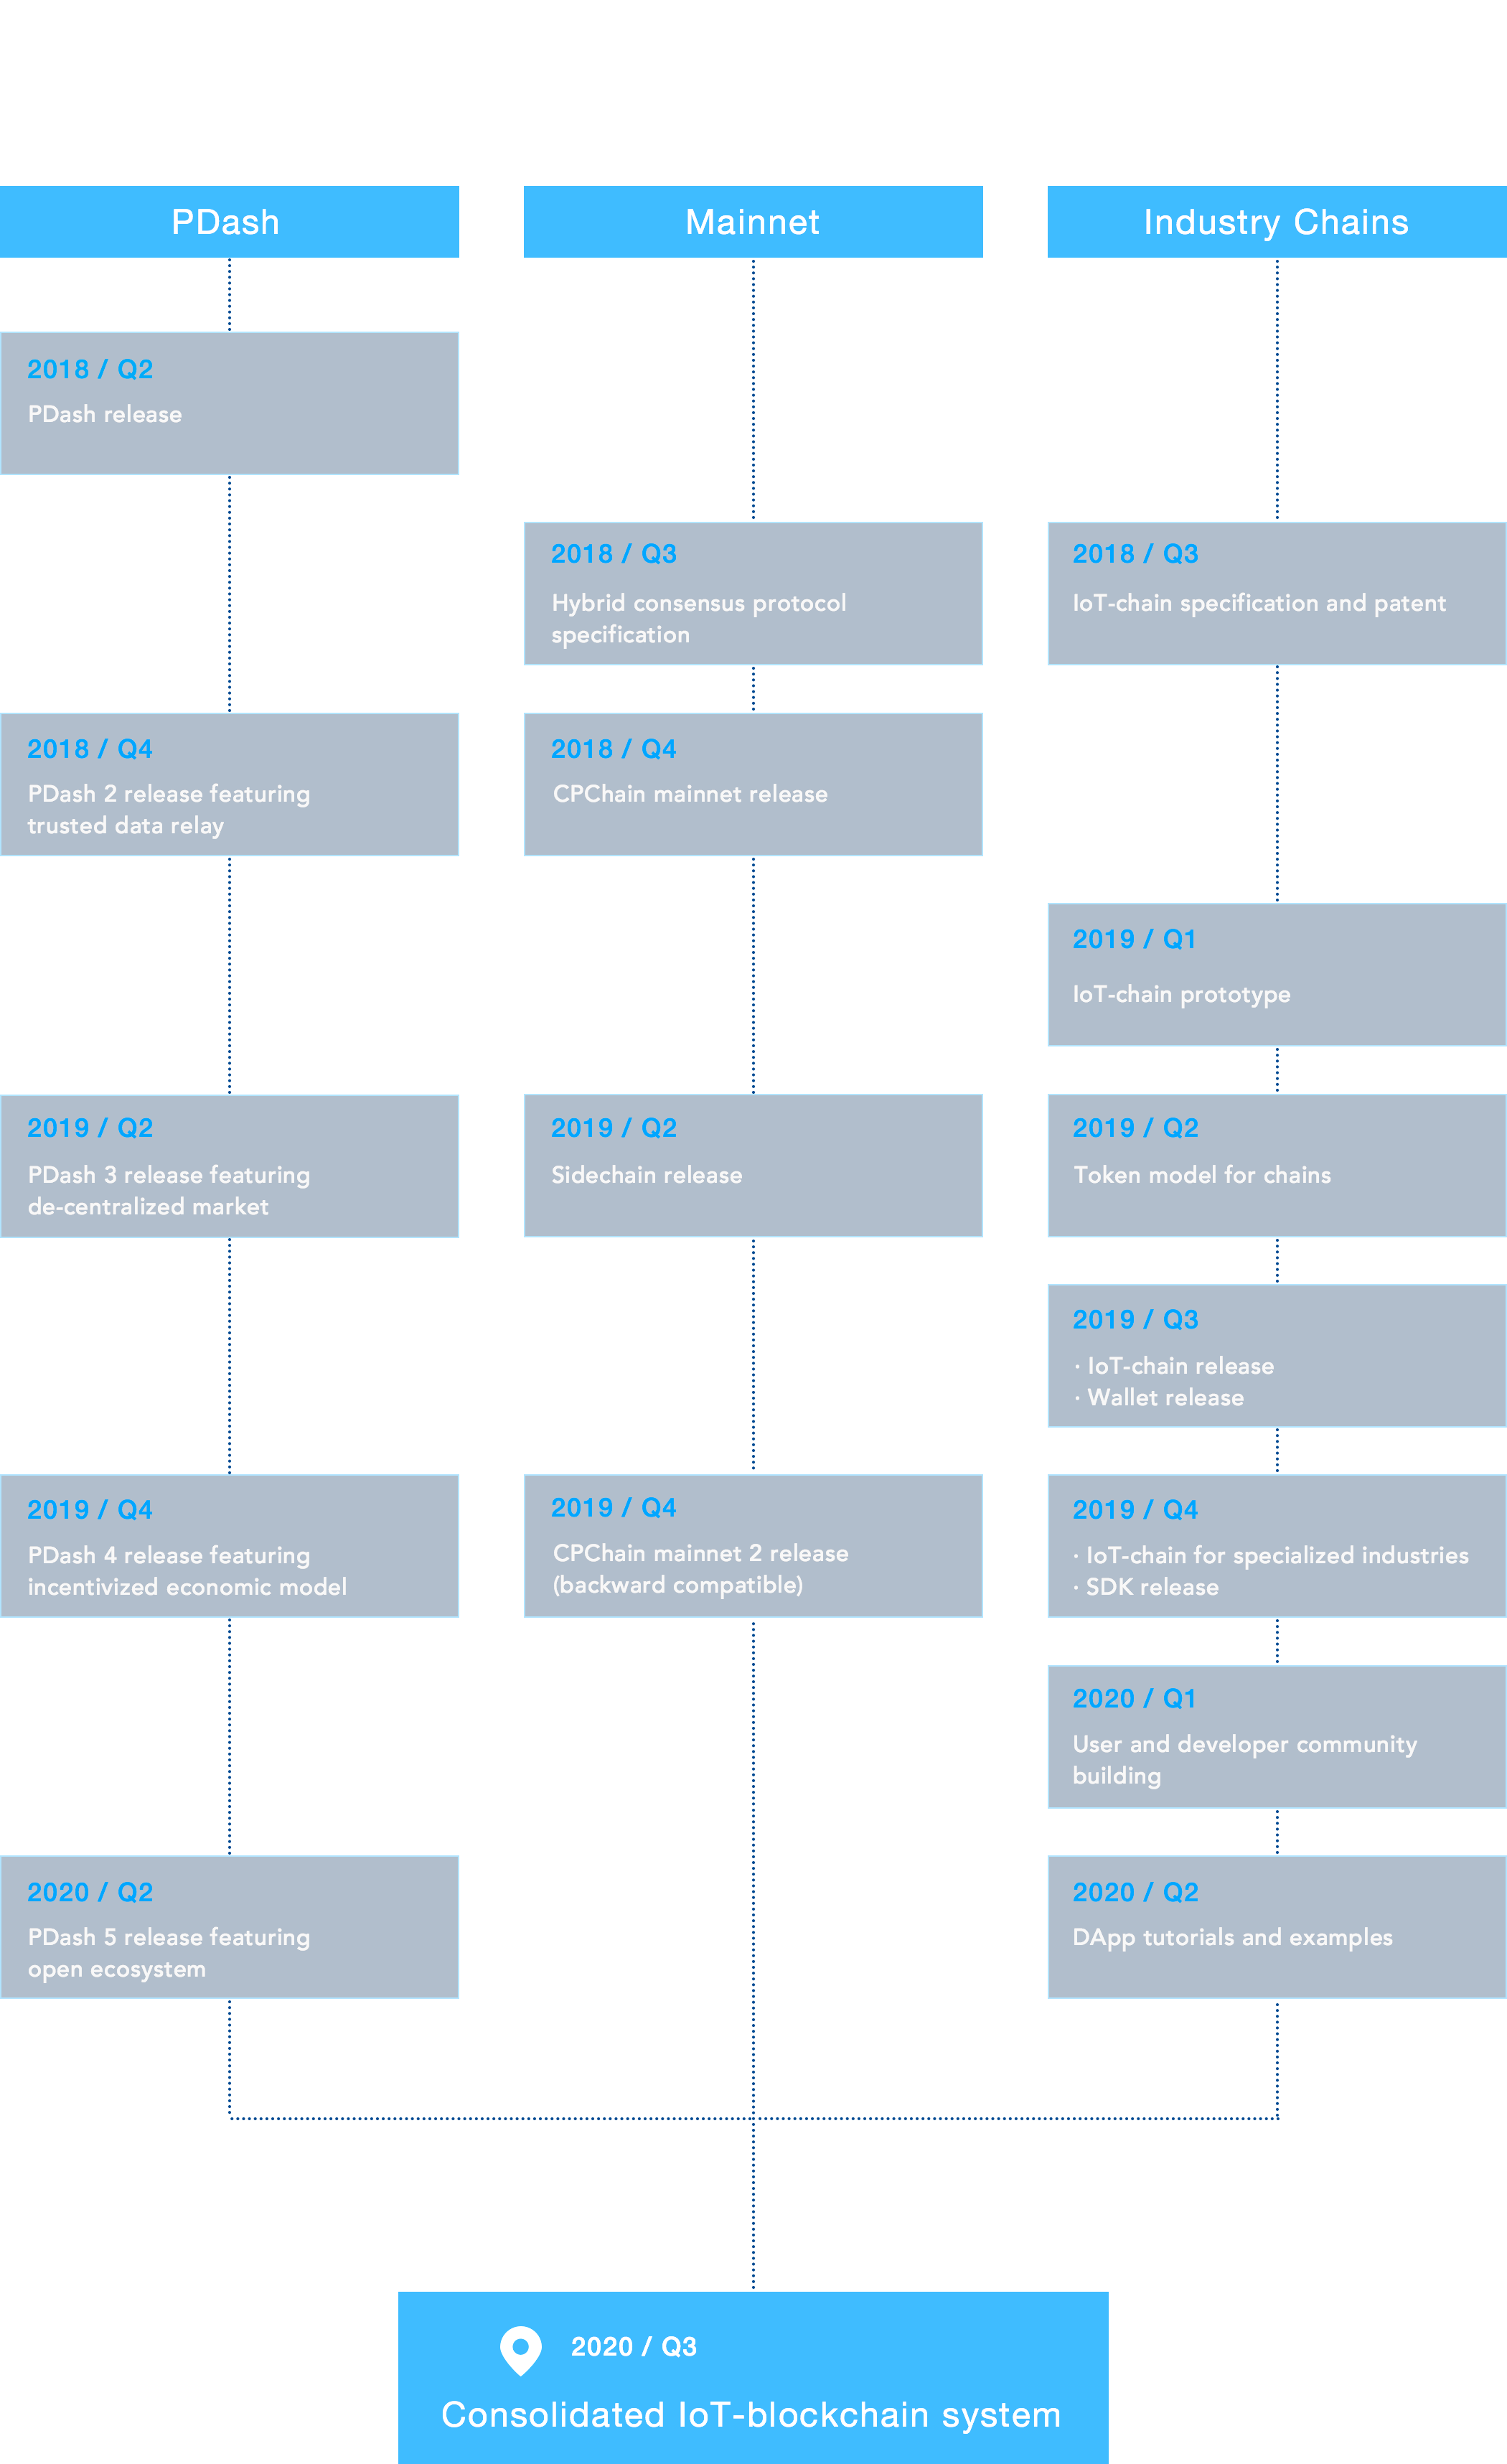 PDash
Mainnet
Industry Chains
2018 / Q2
PDash release
2018 / Q3
Hybrid consensus protocol
specification
2018 / Q3
IoT-chain specification and patent
2018 / Q4
PDash 2 release featuring
trusted data relay
2018 / Q4
CPChain mainnet release
2019 / Q1
IoT-chain prototype
2019 / Q2
PDash 3 release featuring
de-centralized market
2019 / Q2
Sidechain release
2019 / Q2
Token model for chains
2019 / Q3
· IoT-chain release
· Wallet release
2019 / Q4
PDash 4 release featuring
incentivized economic model
2019 / Q4
CPChain mainnet 2 release
(backward compatible)
2019 / Q4
· IoT-chain for specialized industries
· SDK release
2020 / Q1
User and developer community
building
2020 / Q2
PDash 5 release featuring
open ecosystem
2020 / Q2
DApp tutorials and examples
2020 / Q3
Consolidated IoT-blockchain system